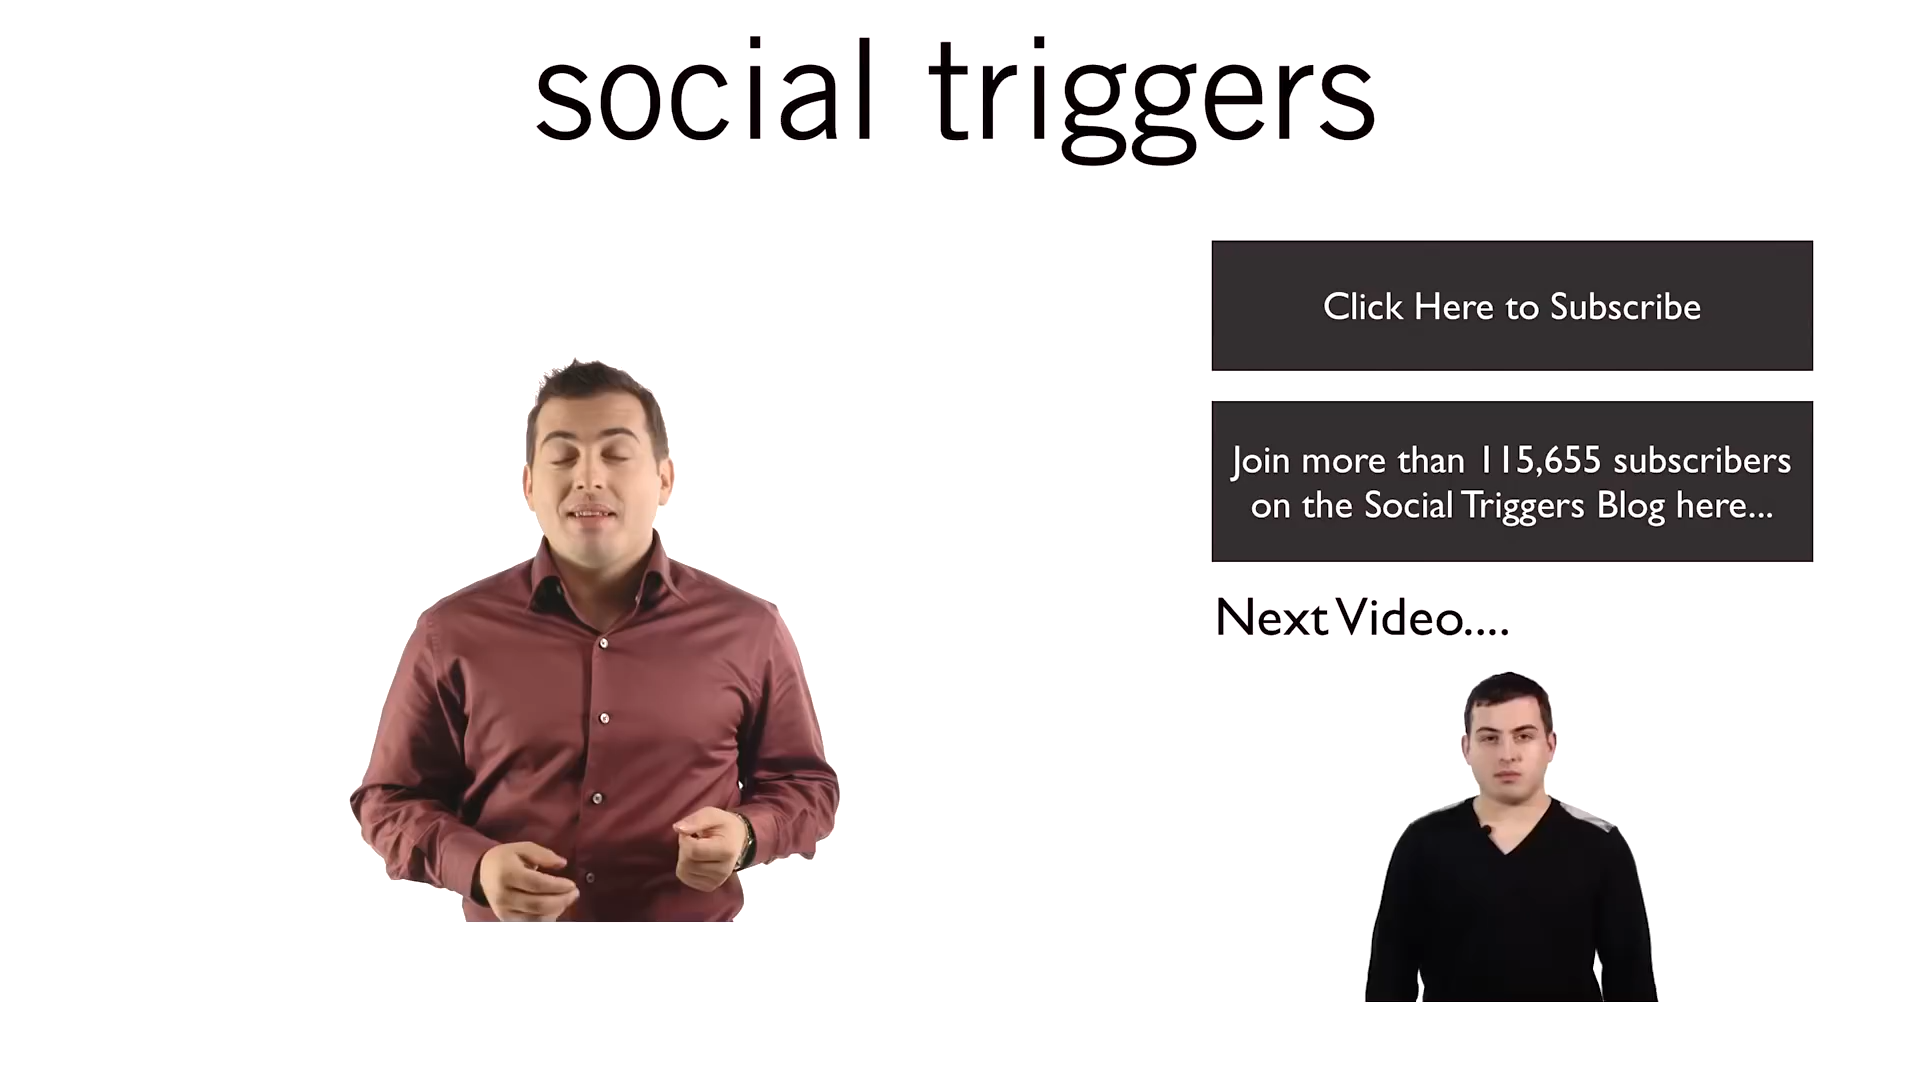 social triggers
Click Here to Subscribe
Join more than 115,655 subscribers
on the Social Triggers Blog here...
Next Video....